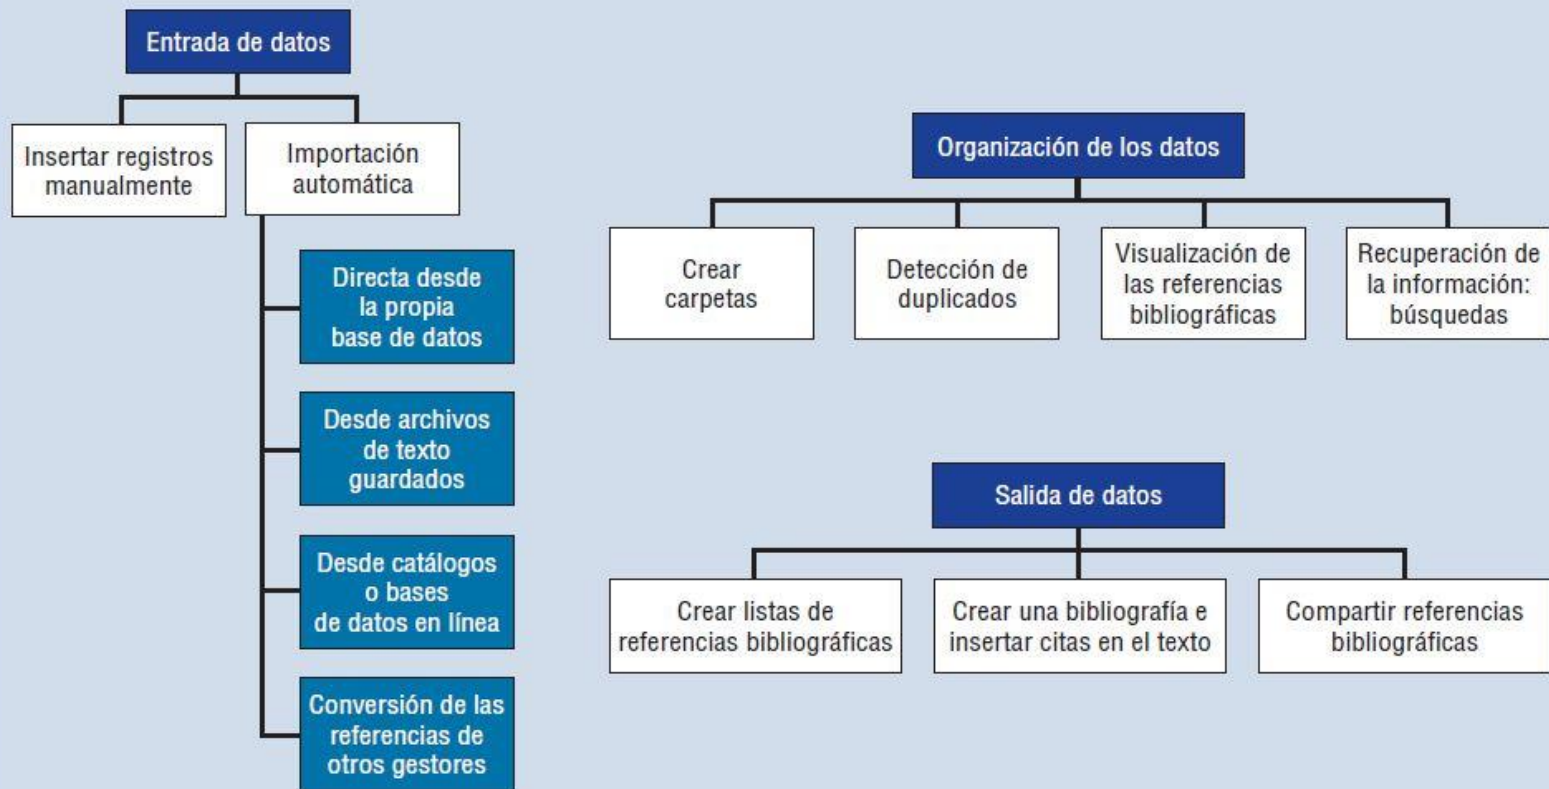 Entrada de datos
Insertar registros
manualmente
Importación
automática
Directa desde
la propia
base de datos
Desde archivos
de texto
guardados
Desde catálogos
o bases
de datos en línea
Conversión de las
referencias de
otros gestores
Organización de los datos
Crear
carpetas
Detección de
duplicados
Visualización de
las referencias
bibliográficas
Recuperación de
la información:
búsquedas
Salida de datos
Crear listas de
referencias bibliográficas
Crear una bibliografía e
insertar citas en el texto
Compartir referencias
bibliográficas